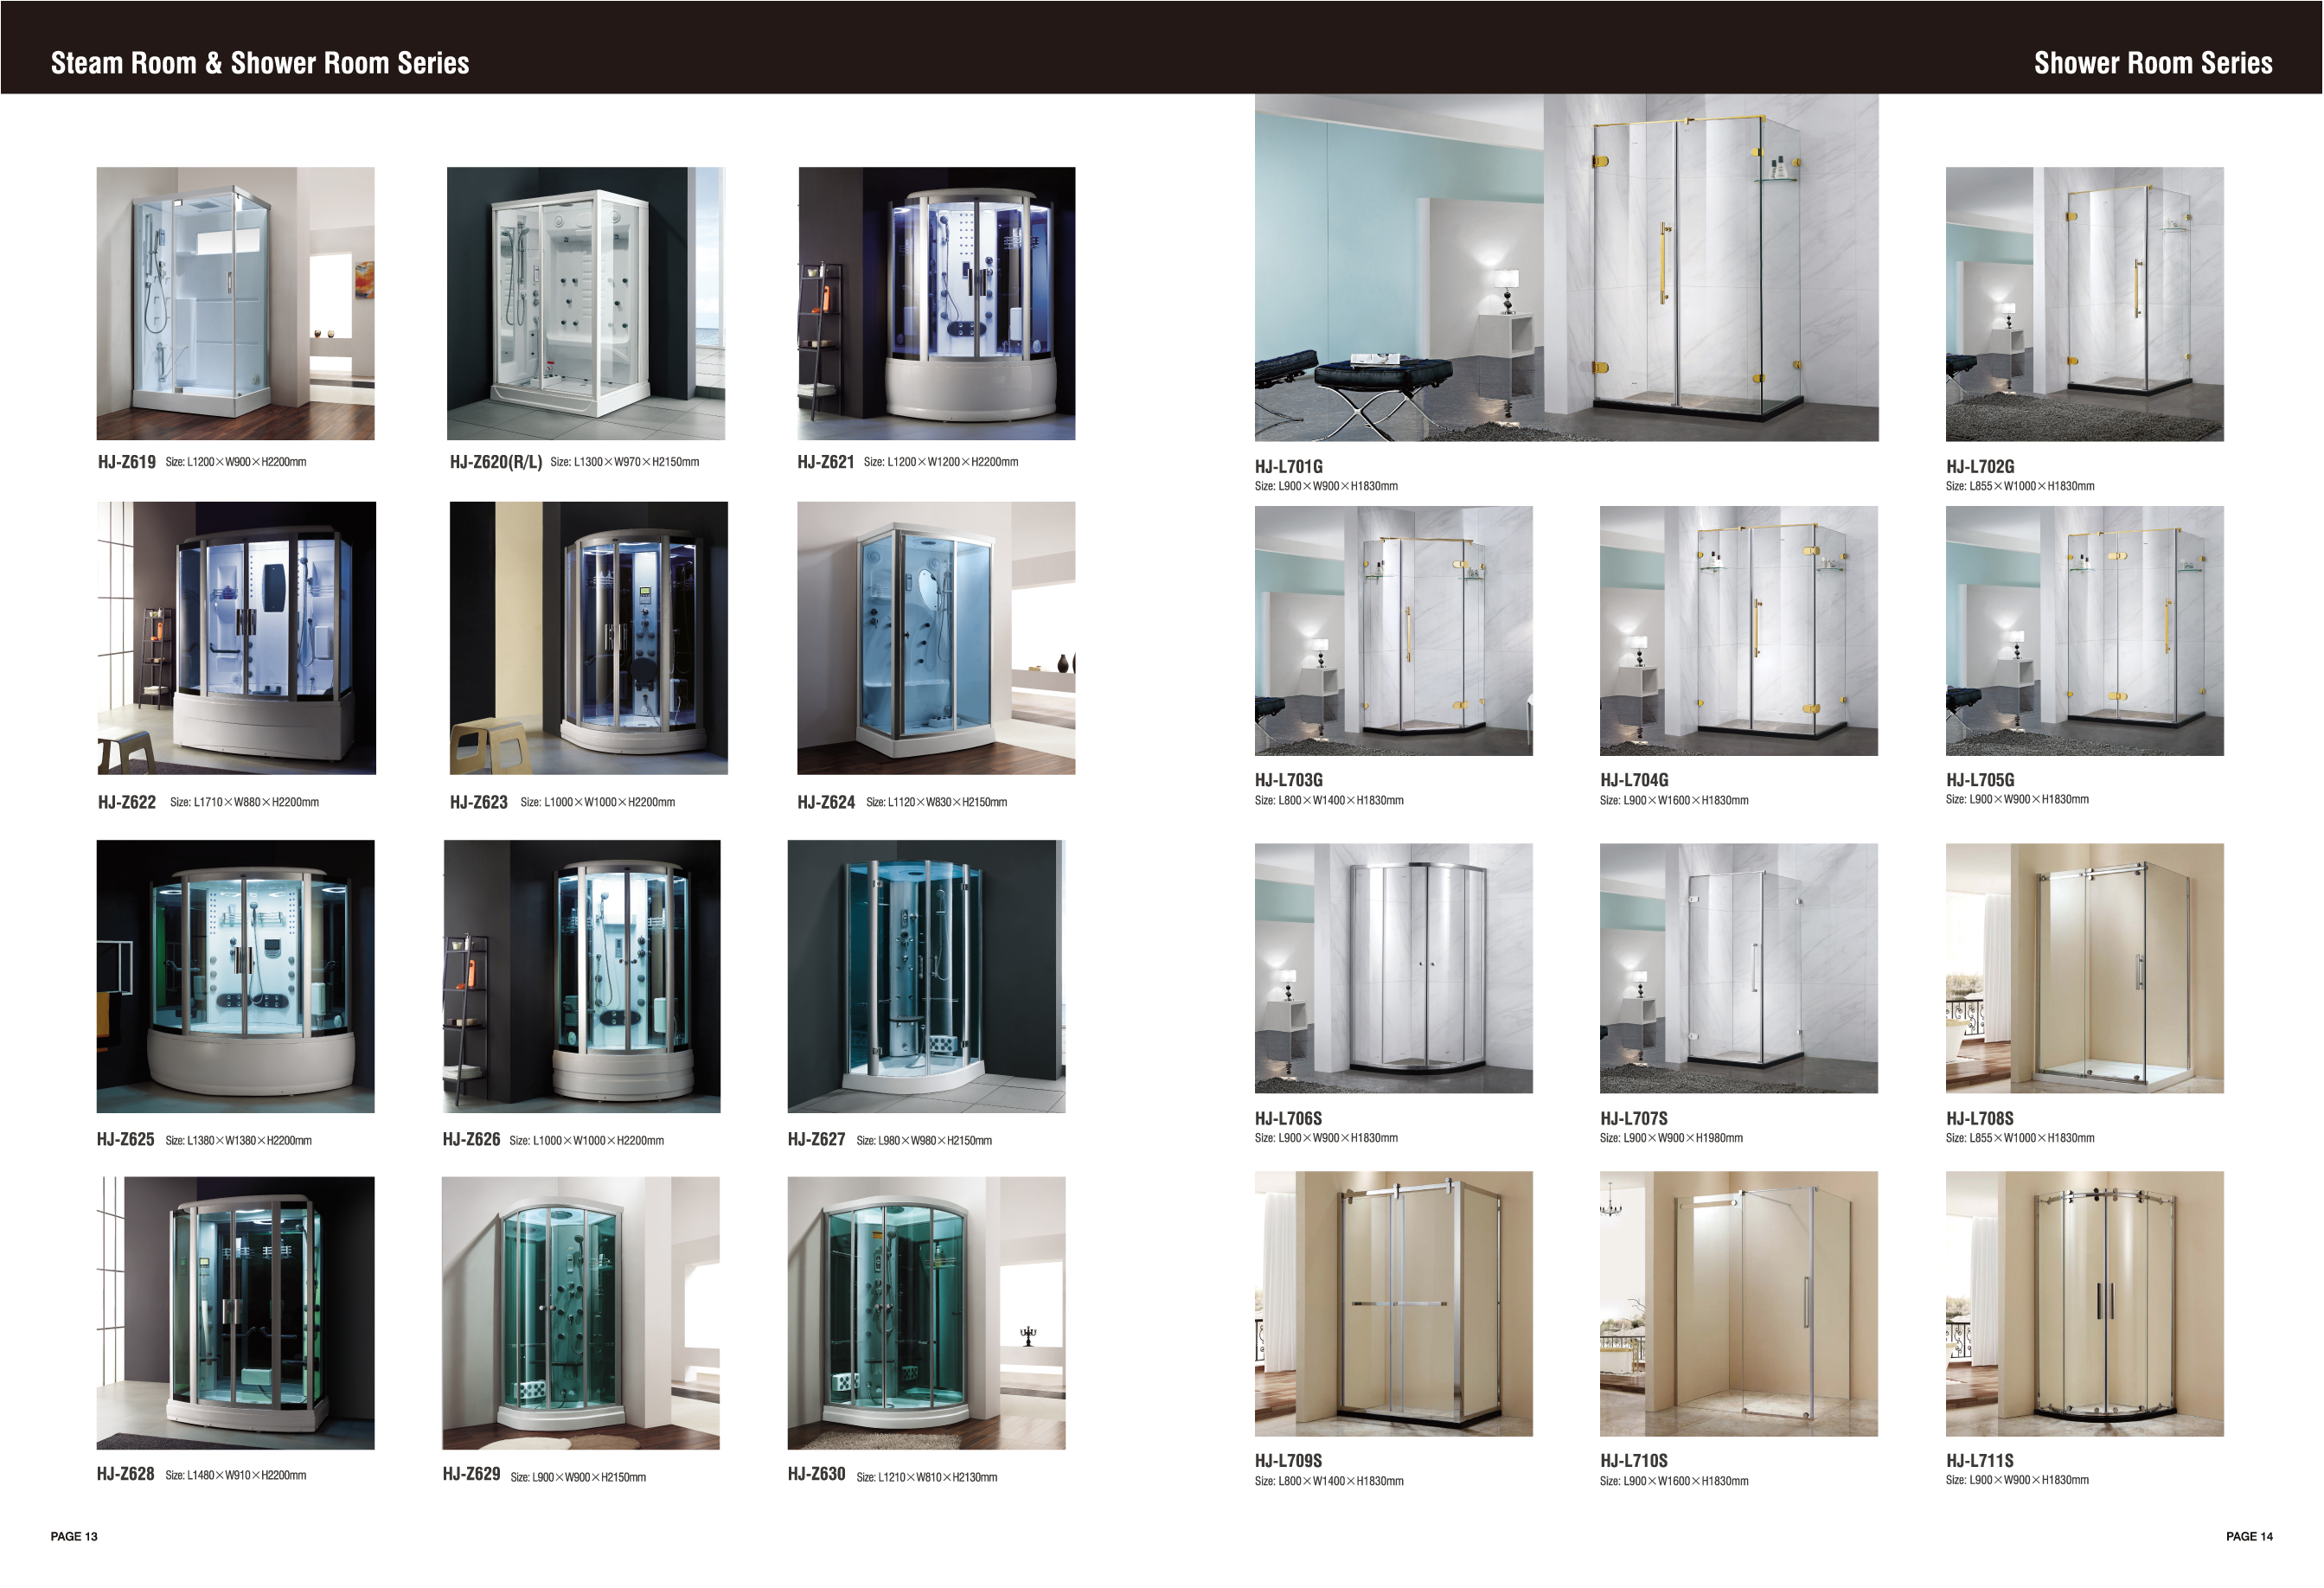 Steam Room & Shower Room Series
HJ-Z619 Size: L1200×W900×H2200mm
HJ-Z620(R/L) Size: L1300×W970×H2150mm
HJ-Z621 Size: L1200×W1200×H2200mm
HJ-Z622 Size: L1710×W880×H2200mm
HJ-Z623 Size: L1000×W1000×H2200mm
HJ-Z624 Size: L1120×W830×H2150mm
HJ-Z625 Size: L1380×W1380×H2200mm
HJ-Z626 Size: L1000×W1000×H2200mm
HJ-Z627 Size: L980×W980×H2150mm
HJ-Z628 Size: L1480×W910×H2200mm
HJ-Z629 Size: L900×W900×H2150mm
HJ-Z630 Size: L1210×W810×H2130mm
PAGE 13
Shower Room Series
HJ-L701G
Size: L900×W900×H1830mm
HJ-L702G
Size: L855×W1000×H1830mm
HJ-L703G
Size: L800×W1400×H1830mm
HJ-L704G
Size: L900×W1600×H1830mm
HJ-L705G
Size: L900×W900×H1830mm
HJ-L706S
Size: L900×W900×H1830mm
HJ-L707S
Size: L900×W900×H1980mm
HJ-L708S
Size: L855×W1000×H1830mm
HJ-L709S
Size: L800×W1400×H1830mm
HJ-L710S
Size: L900×W1600×H1830mm
HJ-L711S
Size: L900×W900×H1830mm
PAGE 14